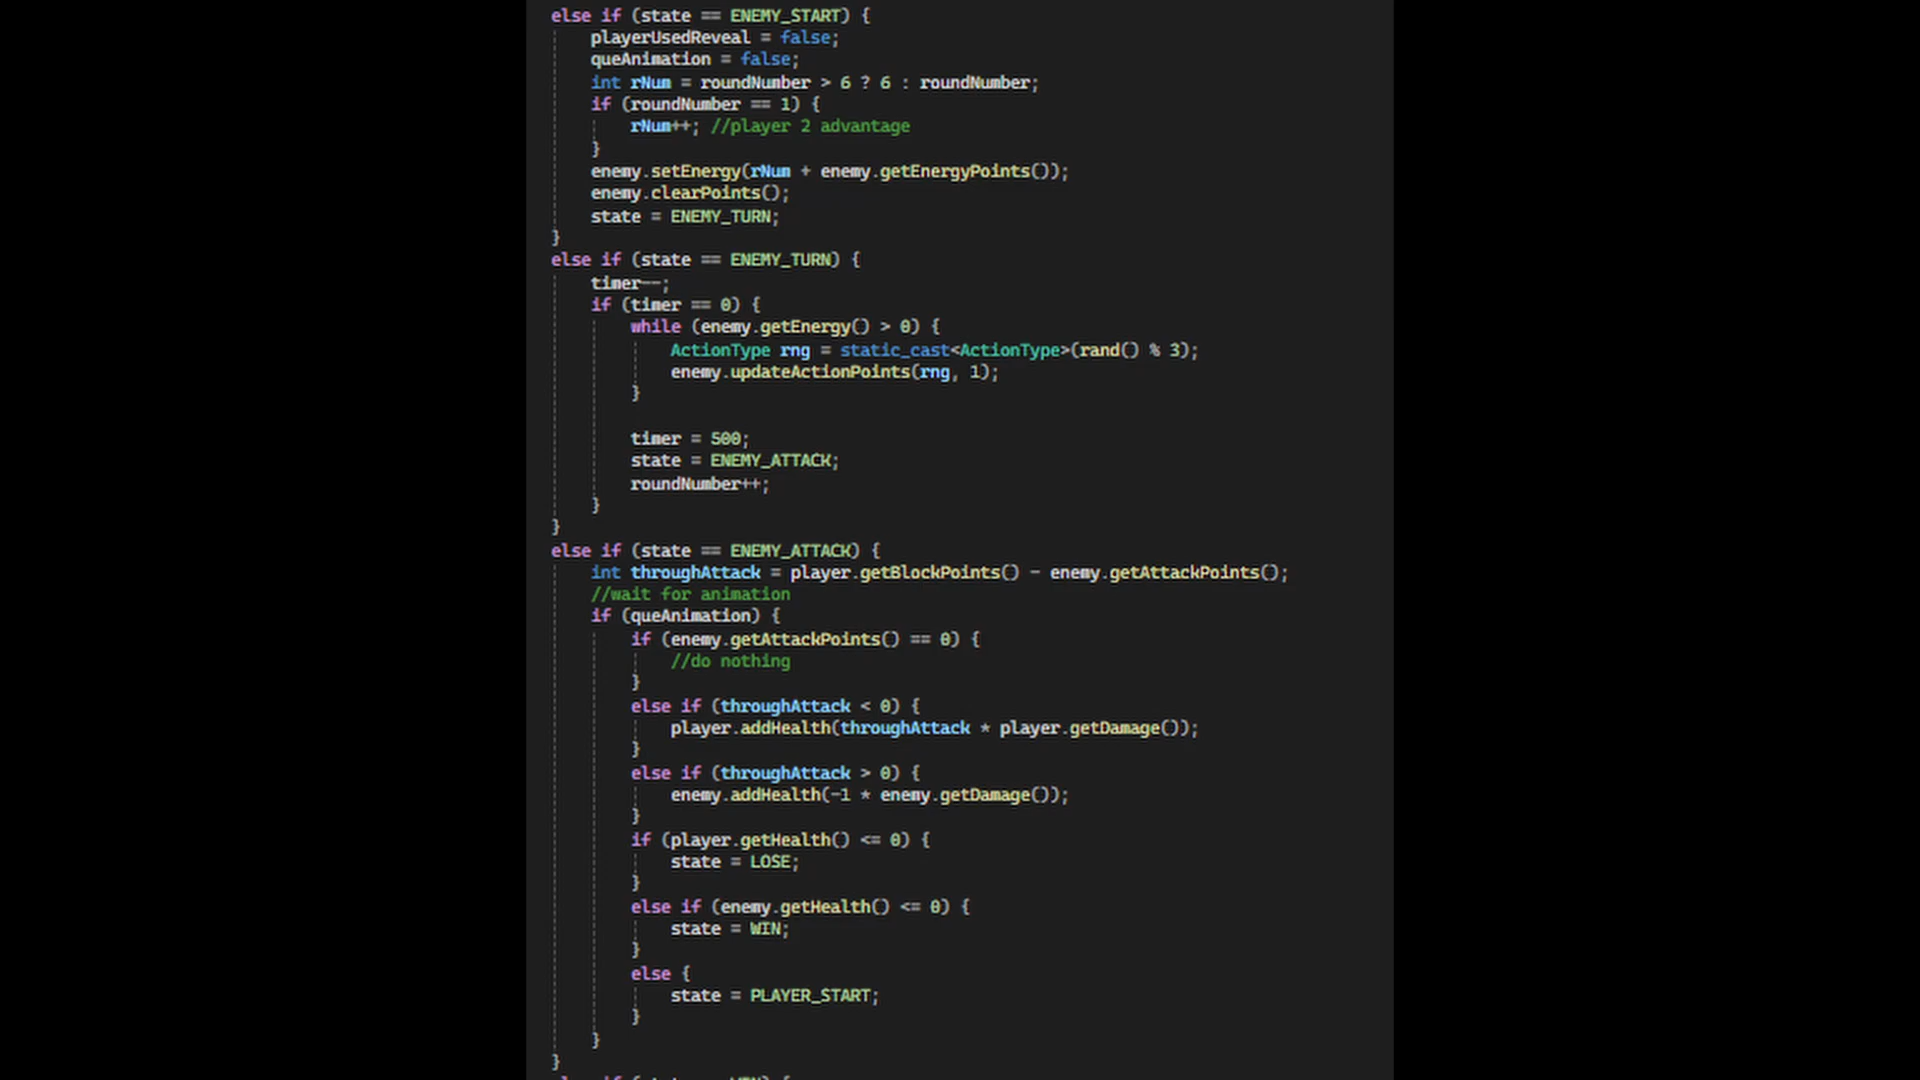 else if (state == ENEMY_START) {
playerUsedReveal = false;
queAnimation = false;
int rNum = roundNumber > 6 ? 6 : roundNumber;
if (roundNumber == 1) {
rNum++; //player 2 advantage
}
enemy.setEnergy(rNum + enemy.getEnergyPoints());
enemy.clearPoints();
state = ENEMY_TURN;
}
else if (state == ENEMY_TURN) {
timer--;
if (timer == 0) {
while (enemy.getEnergy() > 0) {
ActionType rng = static_cast<ActionType>(rand() % 3);
enemy.updateActionPoints(rng, 1);
}
timer = 500;
state = ENEMY_ATTACK;
roundNumber++;
}
}
else if (state == ENEMY_ATTACK) {
int throughAttack = player.getBlockPoints() - enemy.getAttackPoints();
//wait for animation
if (queAnimation) {
if (enemy.getAttackPoints() == 0) {
//do nothing
}
else if (throughAttack < 0) {
player.addHealth(throughAttack * player.getDamage());
}
else if (throughAttack > 0) {
enemy.addHealth(-1 * enemy.getDamage());
}
if (player.getHealth() <= 0) {
state = LOSE;
}
else if (enemy.getHealth() <= 0) {
state = WIN;
}
else {
state = PLAYER_START;
}
}
}